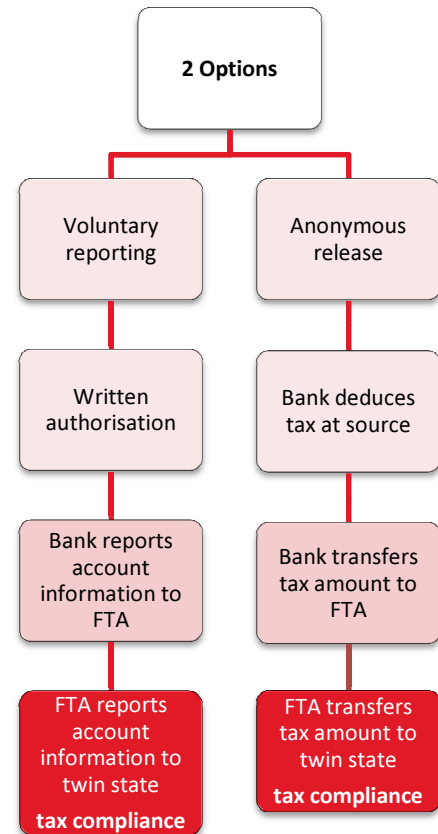 2 Options
Voluntary
reporting
Anonymous
release
Written
authorisation
Bank deduces
tax at source
Bank reports
account
information to
FTA
Bank transfers
tax amount to
FTA
FTA reports
account
information to
twin state
tax compliance
FTA transfers
tax amount to
twin state
tax compliance